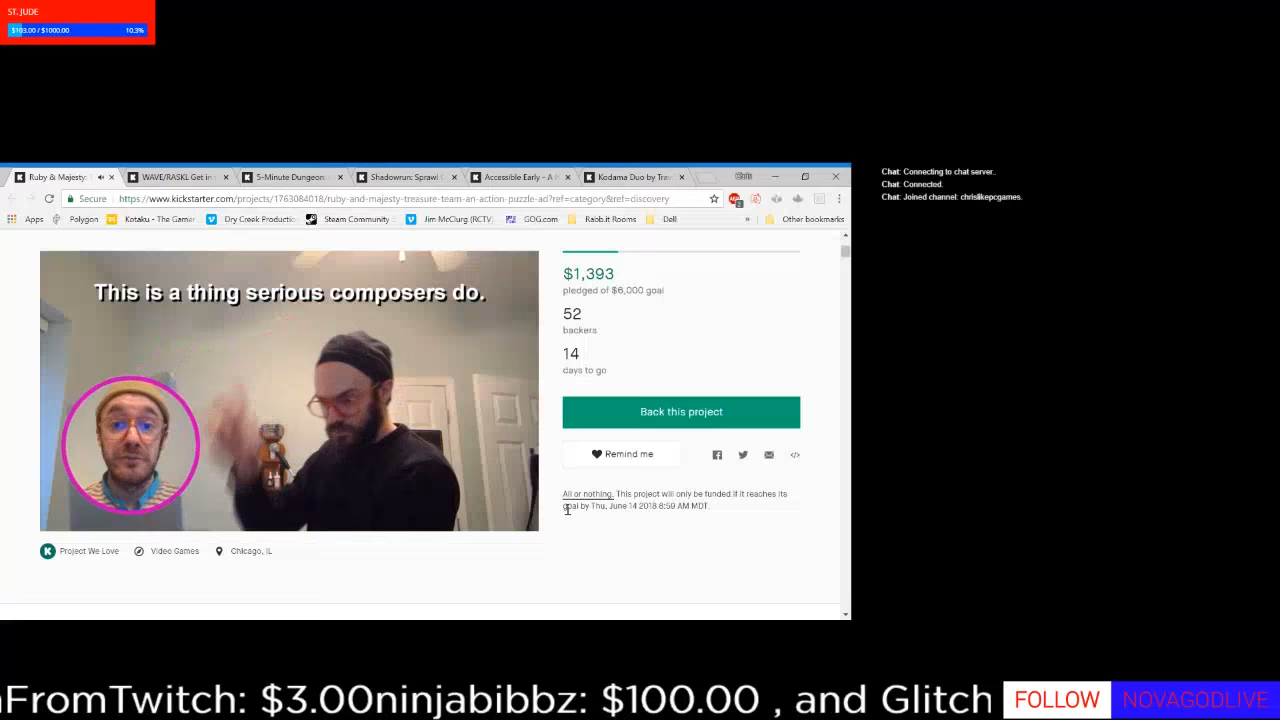 ST. JUDE
$103.00 / $1000.00 10.3%
Ruby & Majesty:
WAVE/RASKL Get in
5-Minute Dungeon
Shadowrun: Sprawl
Accessible Early – A
Kodama Duo by Trav
Chris
Secure https://www.kickstarter.com/projects/1763084018/ruby-and-majesty-treasure-team-an-action-puzzle-ad?ref=category&ref=discovery
Apps Polygon Kotaku - The Gamer Dry Creek Production Steam Community Jim McClurg (RCTV, GOG.com Rabb.it Rooms Dell » Other bookmarks
This is a thing serious composers do.
$1,393
pledged of $6,000 goal
52
backers
14
days to go
Back this project
Remind me
All or nothing. This project will only be funded if it reaches its
goal by Thu, June 14 2018 8:59 AM MDT.
Project We Love Video Games Chicago, IL
Chat: Connecting to chat server..
Chat: Connected.
Chat: Joined channel: chrislikepcgames.
FromTwitch: $3.00ninjabibbz: $100.00 , and Glitch
FOLLOW NOVAGODLIVE